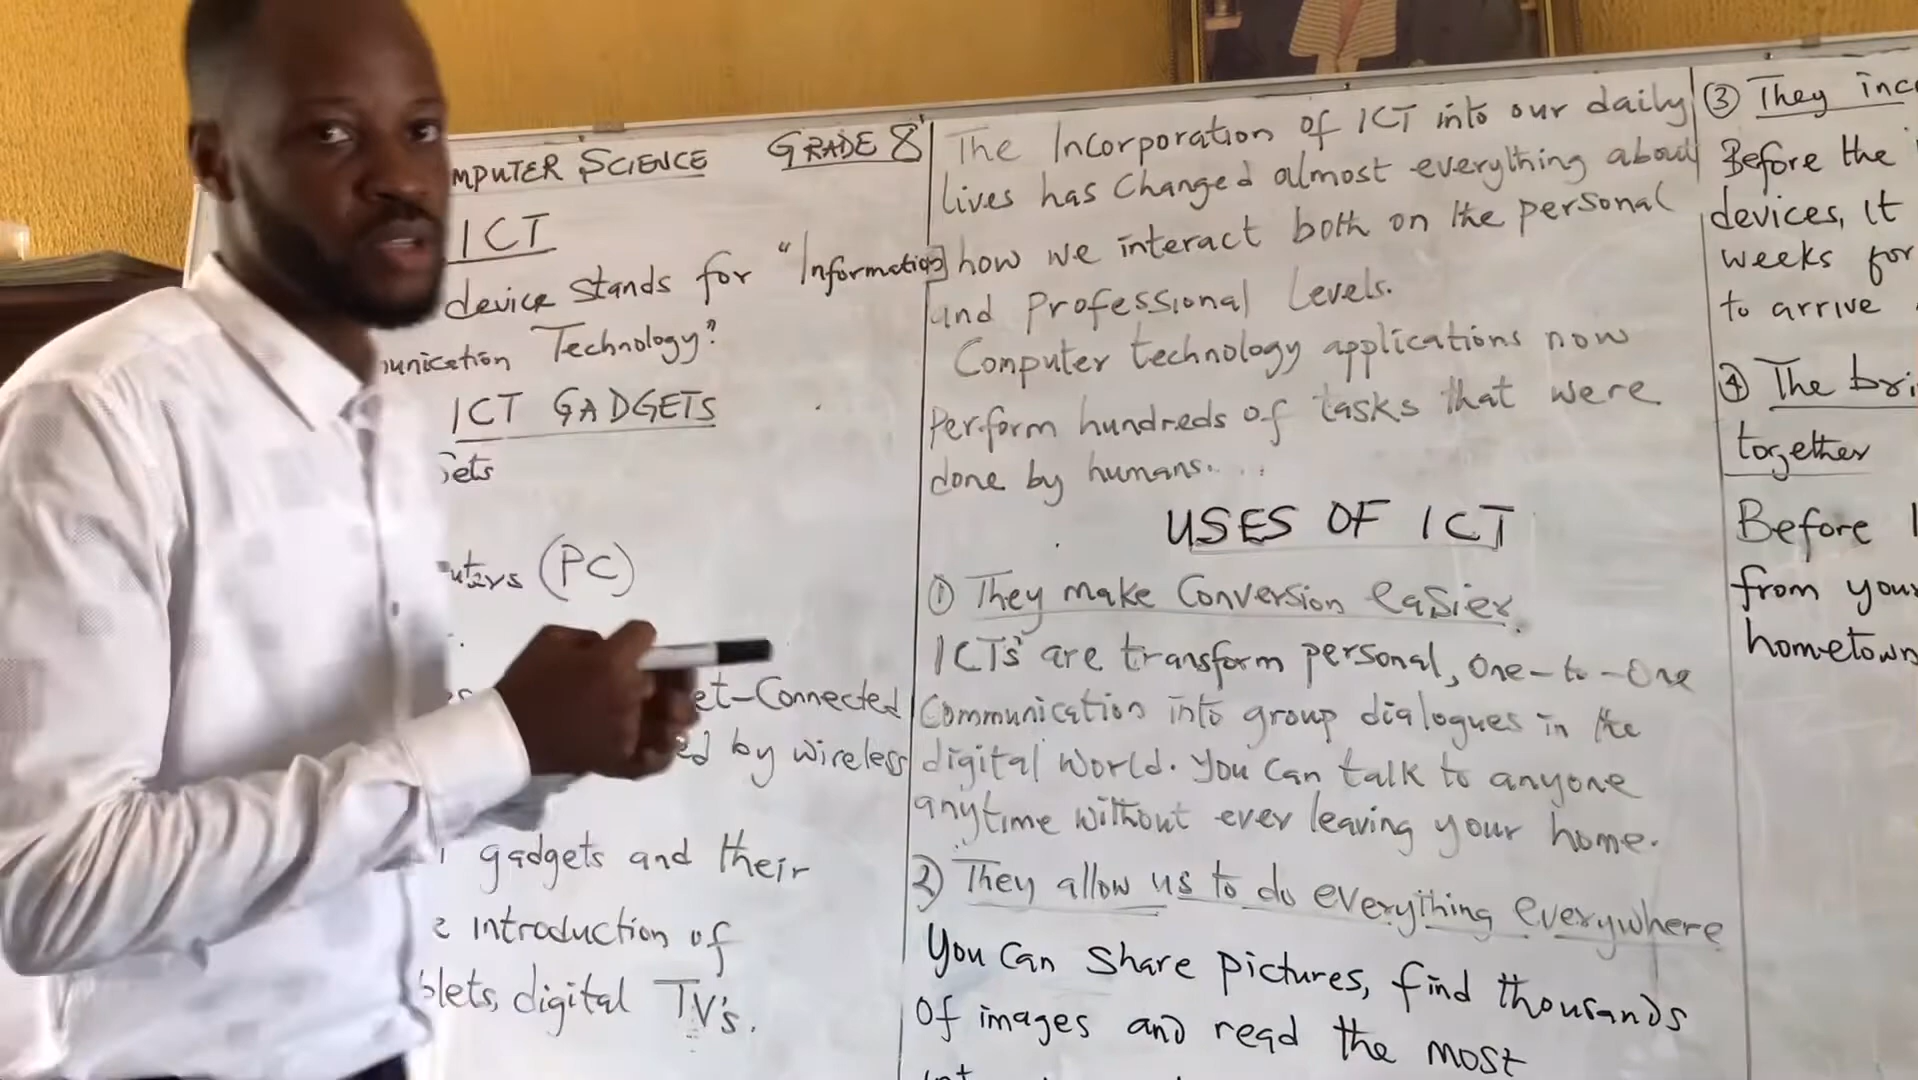 MPUTER SCIENCE GRADE 8
ICT
device stands for "Information
unication Technology"
ICT GADGETS
ets
uters (PC)
et-Connected
ed by wireless
gadgets and their
introduction of
blets, digital TV's.
The Incorporation of ICT into our daily
lives has Changed almost everything about
how we interact both on the personal
and Professional Levels.
Computer technology applications now
Perform hundreds of tasks that were
done by humans...
USES OF ICT
① They make Conversion easier.
ICTs' are transform personal, One-to-One
Communication into group dialogues in the
digital World. You Can talk to anyone
anytime without ever leaving your home.
2) They allow us to do everything everywhere
You Can Share Pictures, find thousands
Of images and read the most
③ They inc
Before the
devices, it
weeks for
to arrive
④ The bri
together
Before
from your
hometown